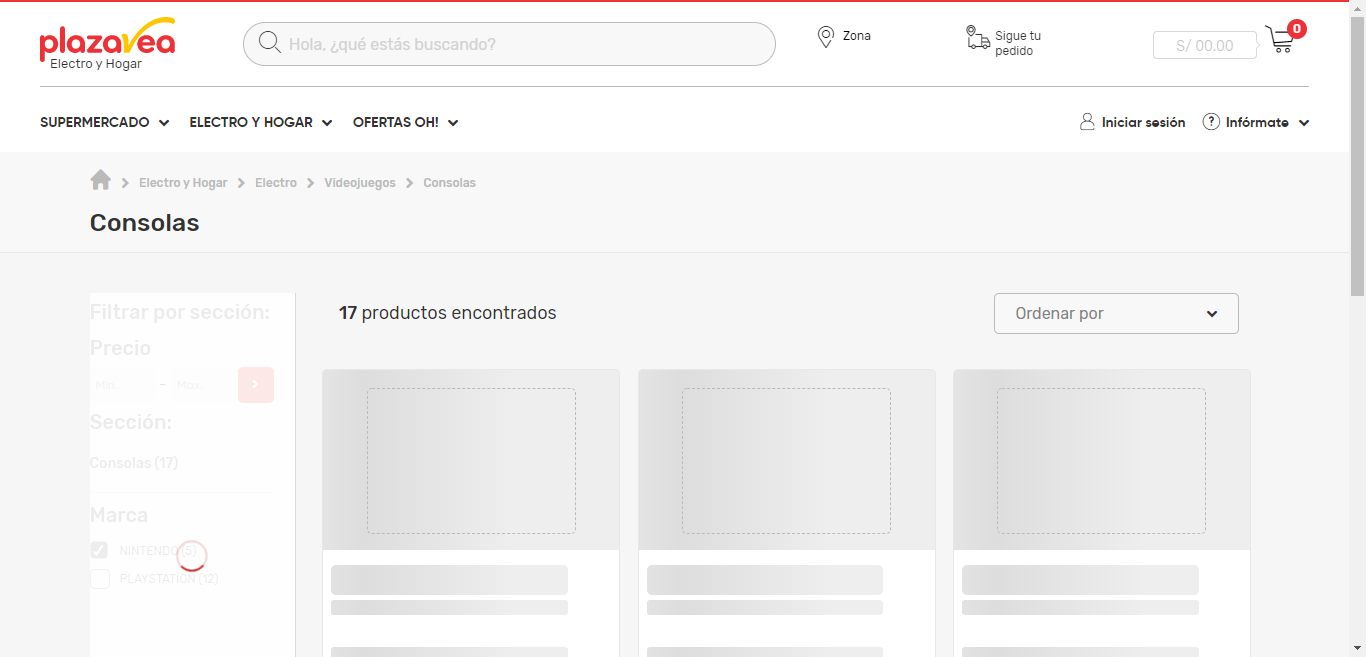 plazavea
Electro y Hogar
Hola, ¿qué estás buscando?
Zona
Sigue tu
pedido
S/ 00.00
0
SUPERMERCADO
ELECTRO Y HOGAR
OFERTAS OH!
Iniciar sesión
?
Infórmate
Electro y Hogar
Electro
Videojuegos
Consolas
Consolas
Filtrar por sección:
Precio
Min.
-
Max
Sección:
Consolas (17)
Marca
NINTENDO (5)
PLAYSTATION (12)
17 productos encontrados
Ordenar por